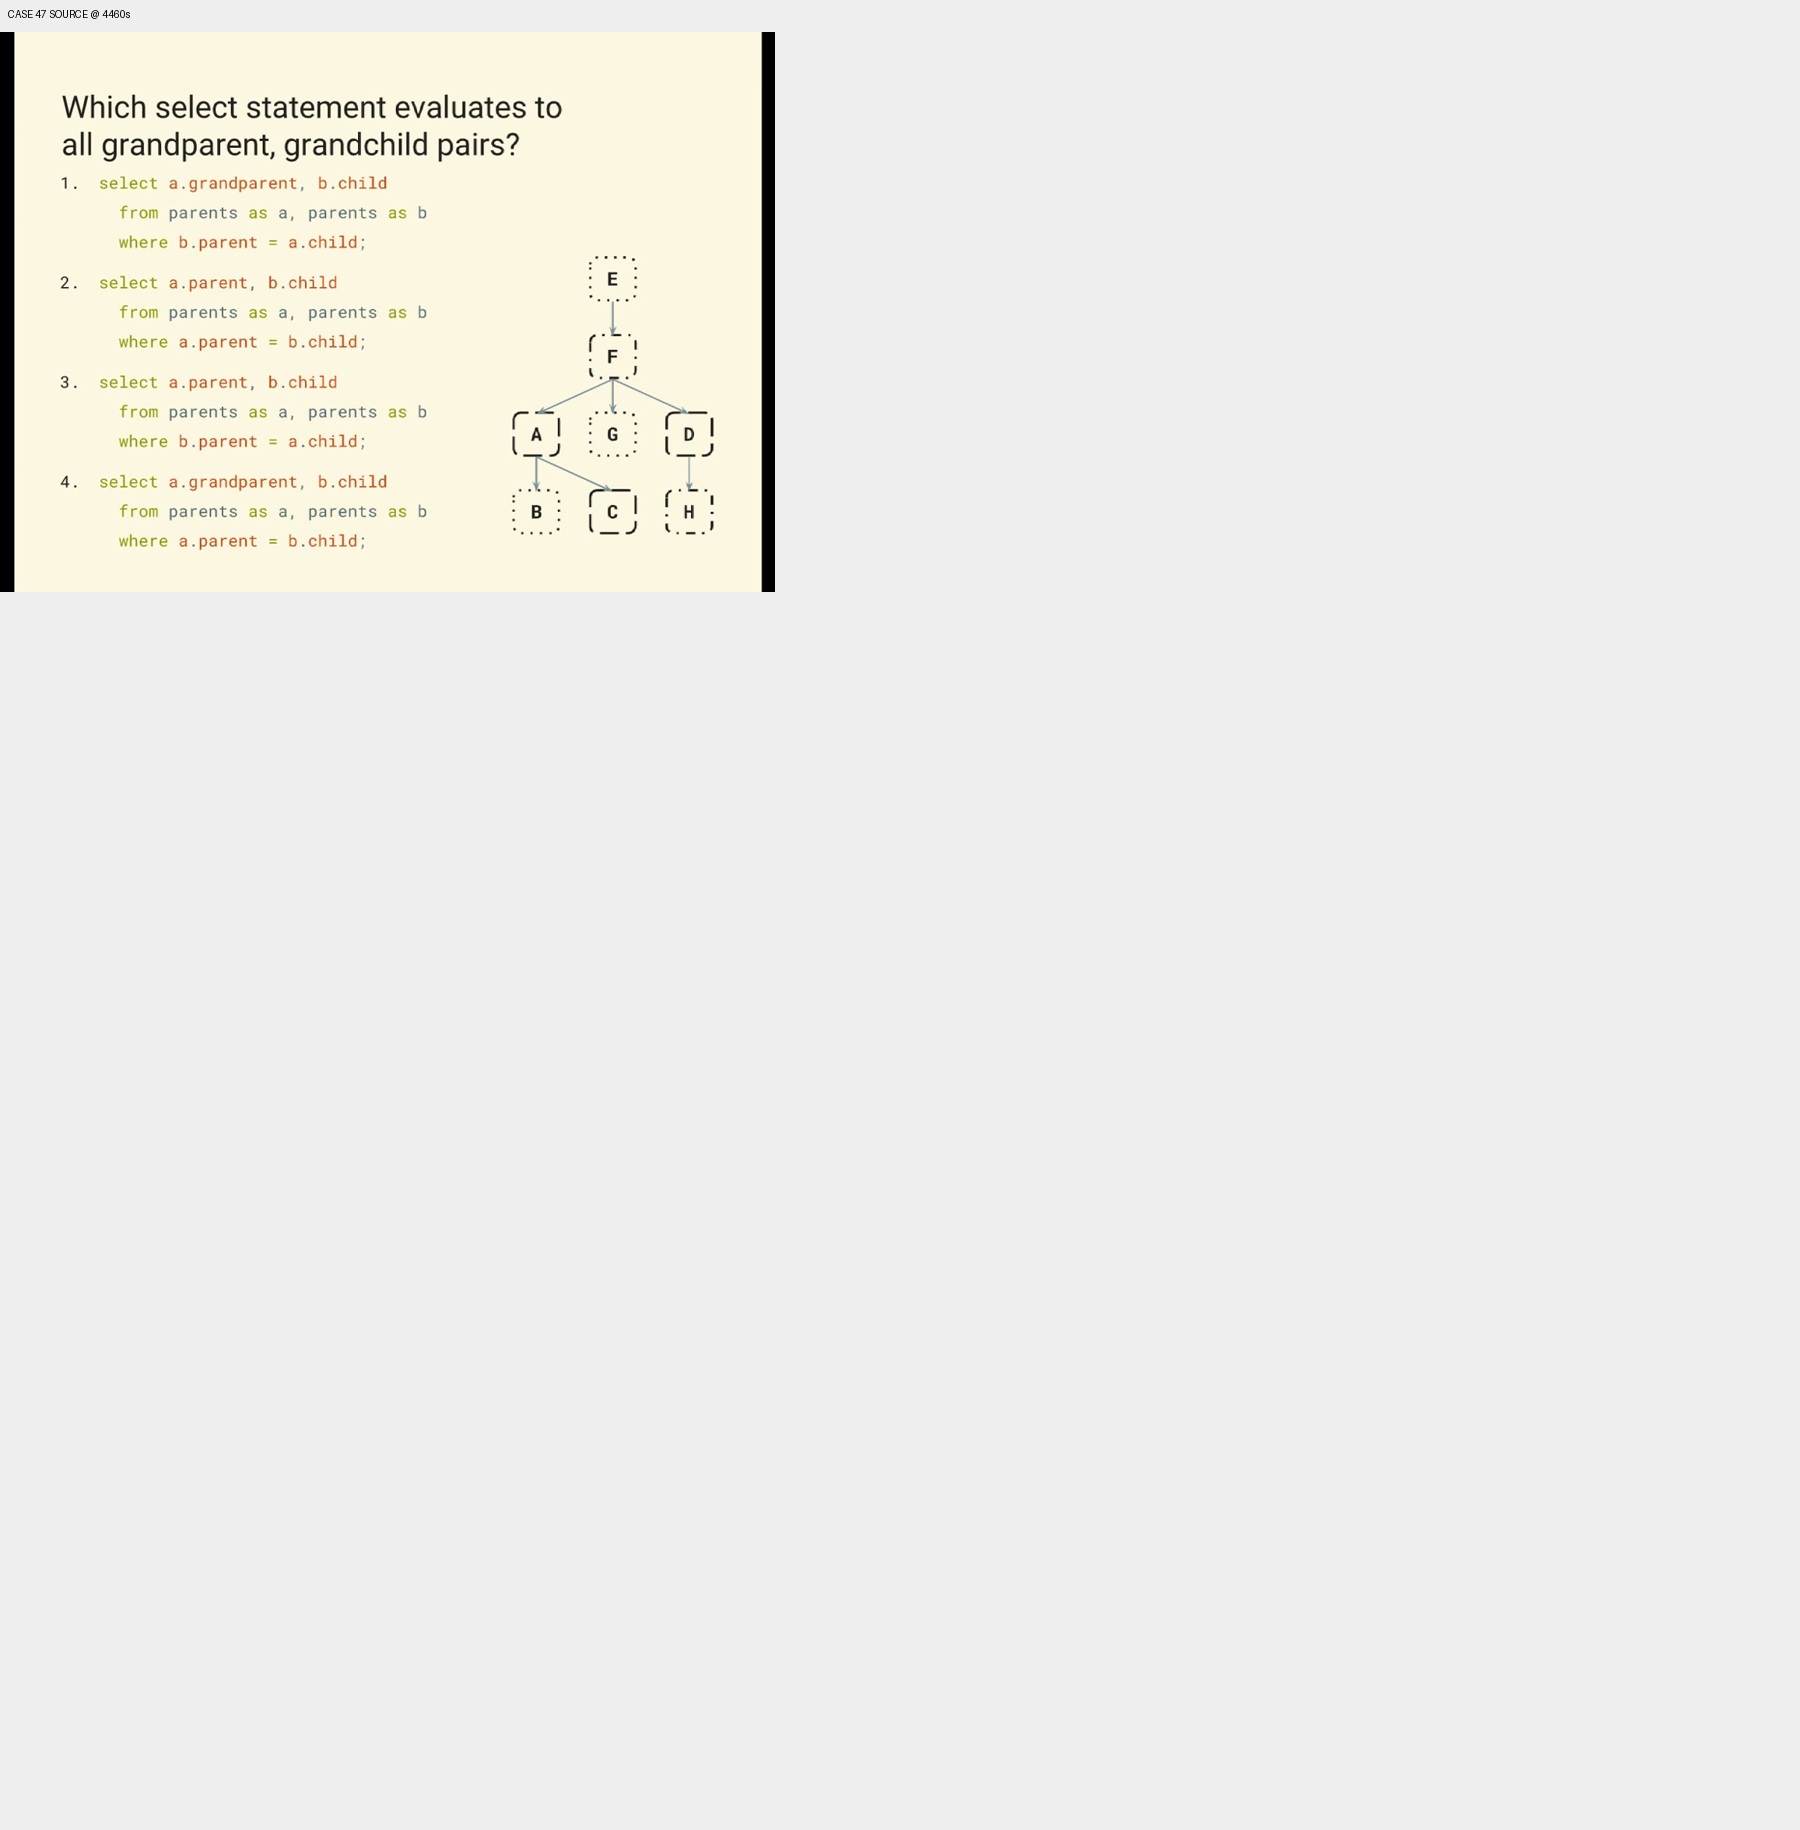 CASE 47 SOURCE @ 4460s
Which select statement evaluates to
all grandparent, grandchild pairs?
1. select a.grandparent, b.child
from parents as a, parents as b
where b.parent = a.child;
2. select a.parent, b.child
from parents as a, parents as b
where a.parent = b.child;
3. select a.parent, b.child
from parents as a, parents as b
where b.parent = a.child;
4. select a.grandparent, b.child
from parents as a, parents as b
where a.parent = b.child;
E
F
A G D
B C H